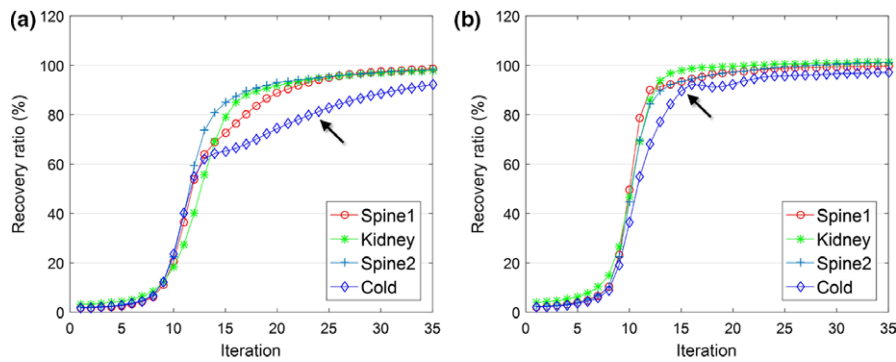 (a)
120
100
80
60
40
20
0
Recovery ratio (%)
0 5 10 15 20 25 30 35
Iteration
Spine1
Kidney
Spine2
Cold
(b)
120
100
80
60
40
20
0
Recovery ratio (%)
0 5 10 15 20 25 30 35
Iteration
Spine1
Kidney
Spine2
Cold